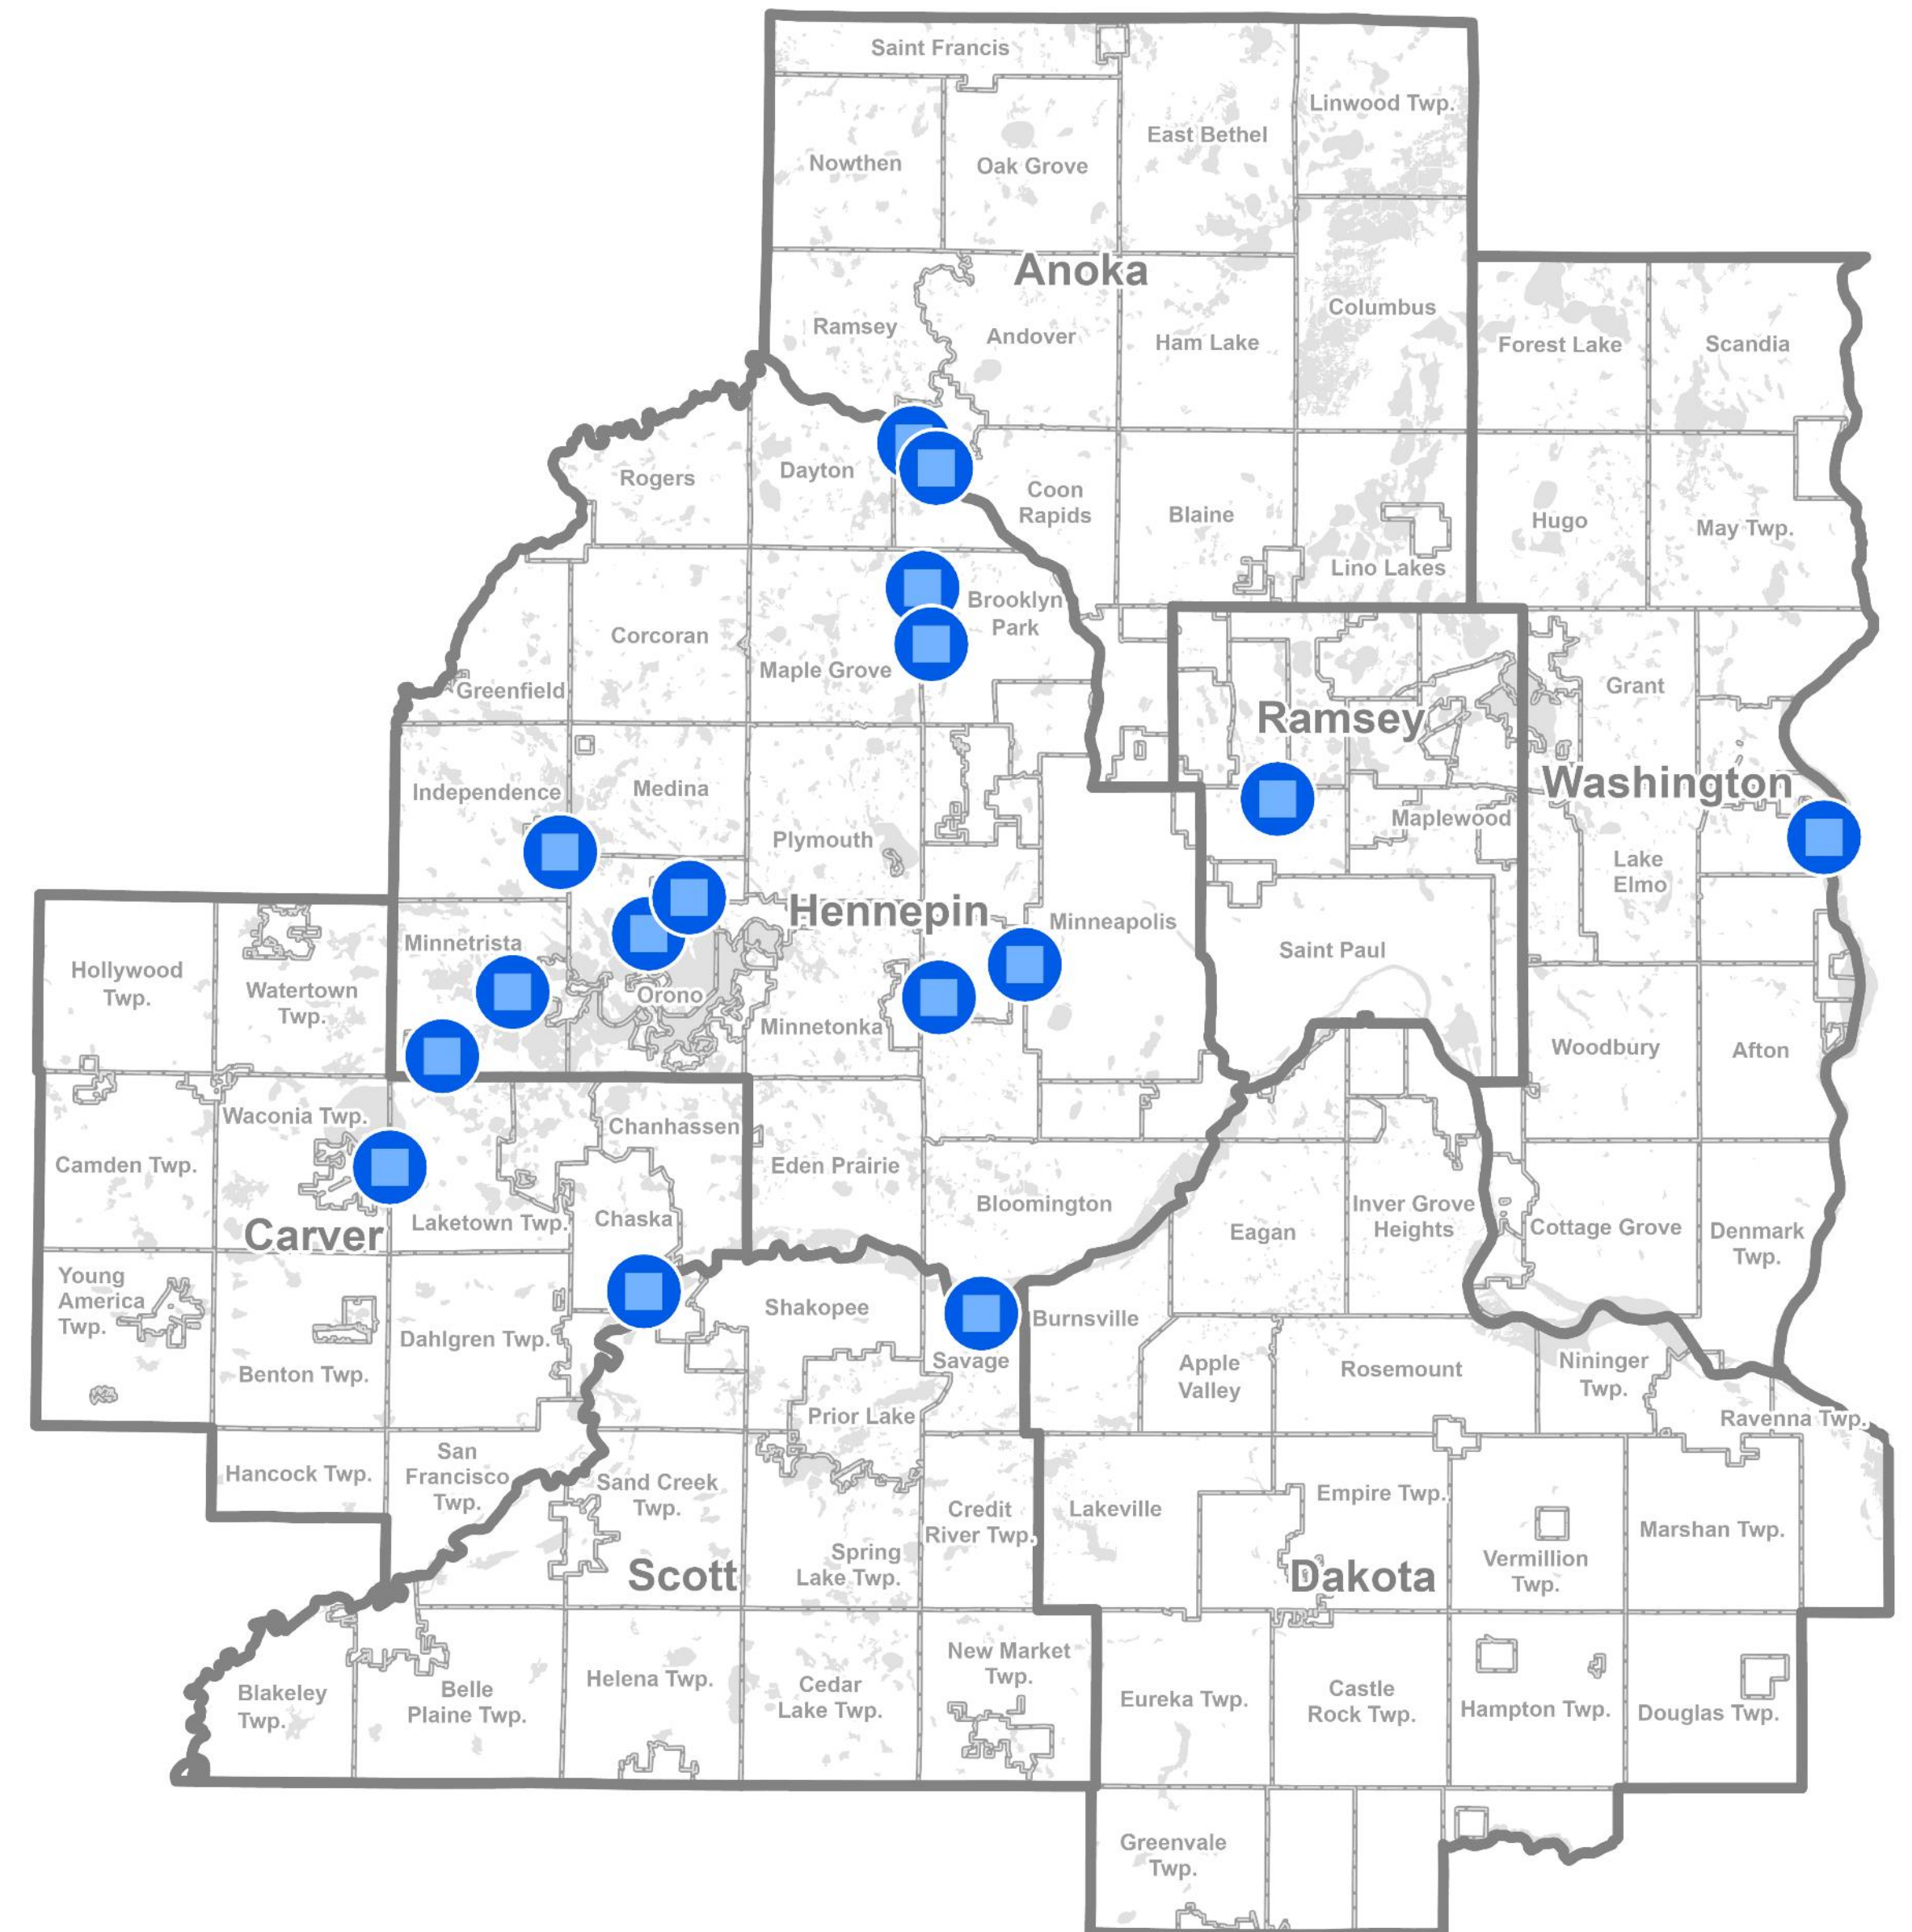 Saint Francis
Linwood Twp.
East Bethel
Nowthen
Oak Grove
Anoka
Columbus
Ramsey
Andover
Ham Lake
Forest Lake
Scandia
Rogers
Dayton
Coon
Rapids
Blaine
Hugo
May Twp.
Lino Lakes
Brooklyn
Park
Corcoran
Maple Grove
Greenfield
Grant
Ramsey
Washington
Independence
Medina
Maplewood
Plymouth
Lake
Elmo
Hennepin
Minneapolis
Minnetrista
Saint Paul
Hollywood
Twp.
Watertown
Twp.
Orono
Minnetonka
Woodbury
Afton
Waconia Twp.
Chanhassen
Camden Twp.
Eden Prairie
Bloomington
Inver Grove
Heights
Laketown Twp.
Chaska
Carver
Eagan
Cottage Grove
Denmark
Twp.
Young
America
Twp.
Shakopee
Burnsville
Dahlgren Twp.
Savage
Benton Twp.
Apple
Valley
Rosemount
Nininger
Twp.
Prior Lake
Ravenna Twp.
Hancock Twp.
San
Francisco
Twp.
Sand Creek
Twp.
Credit
River Twp.
Lakeville
Empire Twp.
Marshan Twp.
Spring
Lake Twp.
Vermillion
Twp.
Scott
Dakota
New Market
Twp.
Helena Twp.
Cedar
Lake Twp.
Blakeley
Twp.
Belle
Plaine Twp.
Eureka Twp.
Castle
Rock Twp.
Hampton Twp.
Douglas Twp.
Greenvale
Twp.